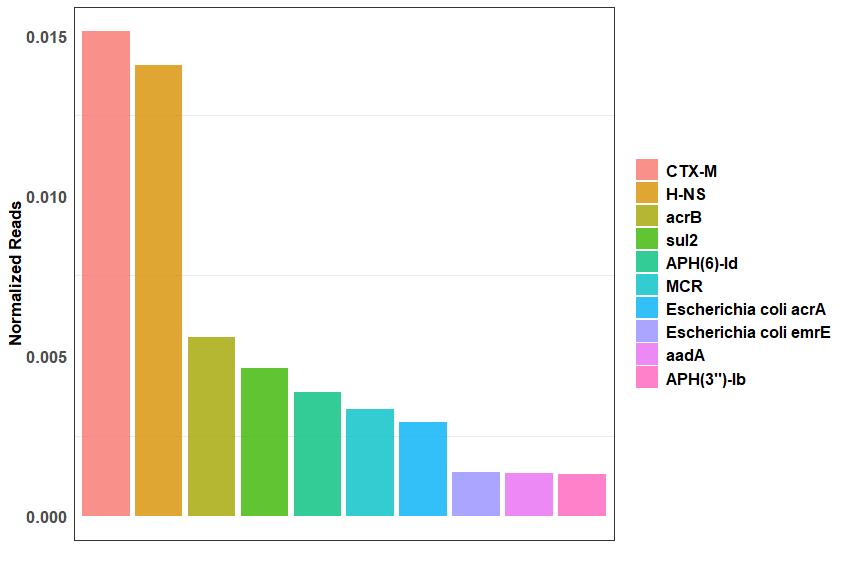 0.015
0.010
0.005
0.000
Normalized Reads
CTX-M
H-NS
acrB
sul2
APH(6)-Id
MCR
Escherichia coli acrA
Escherichia coli emrE
aadA
APH(3'')-Ib